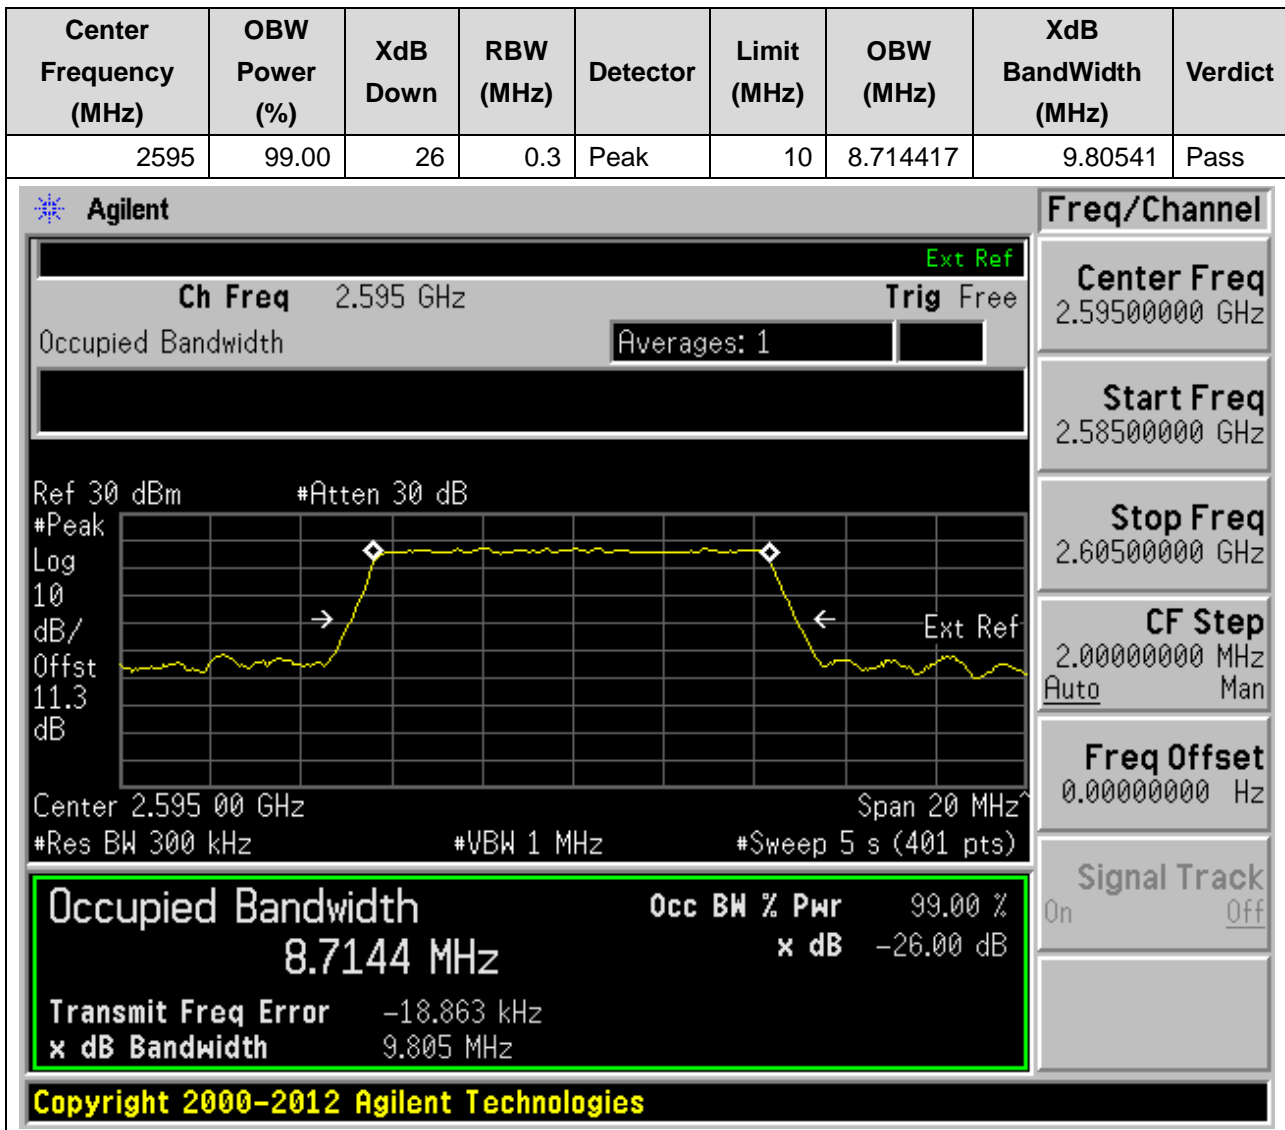 Center Frequency (MHz) OBW Power (%) XdB Down RBW (MHz) Detector Limit (MHz) OBW (MHz) XdB BandWidth (MHz) Verdict
2595 99.00 26 0.3 Peak 10 8.714417 9.80541 Pass
Agilent
Freq/Channel
Ext Ref
Ch Freq 2.595 GHz Trig Free
Occupied Bandwidth Averages: 1
Center Freq
2.59500000 GHz
Start Freq
2.58500000 GHz
Stop Freq
2.60500000 GHz
CF Step
2.00000000 MHz
Auto Man
Freq Offset
0.00000000 Hz
Signal Track
On Off
Ref 30 dBm #Atten 30 dB
#Peak
Log
10
dB/
Offst
11.3
dB
Ext Ref
Center 2.595 00 GHz Span 20 MHz^
#Res BW 300 kHz #VBW 1 MHz #Sweep 5 s (401 pts)
Occupied Bandwidth
8.7144 MHz
Occ BW % Pwr 99.00 %
x dB -26.00 dB
Transmit Freq Error -18.863 kHz
x dB Bandwidth 9.805 MHz
Copyright 2000-2012 Agilent Technologies